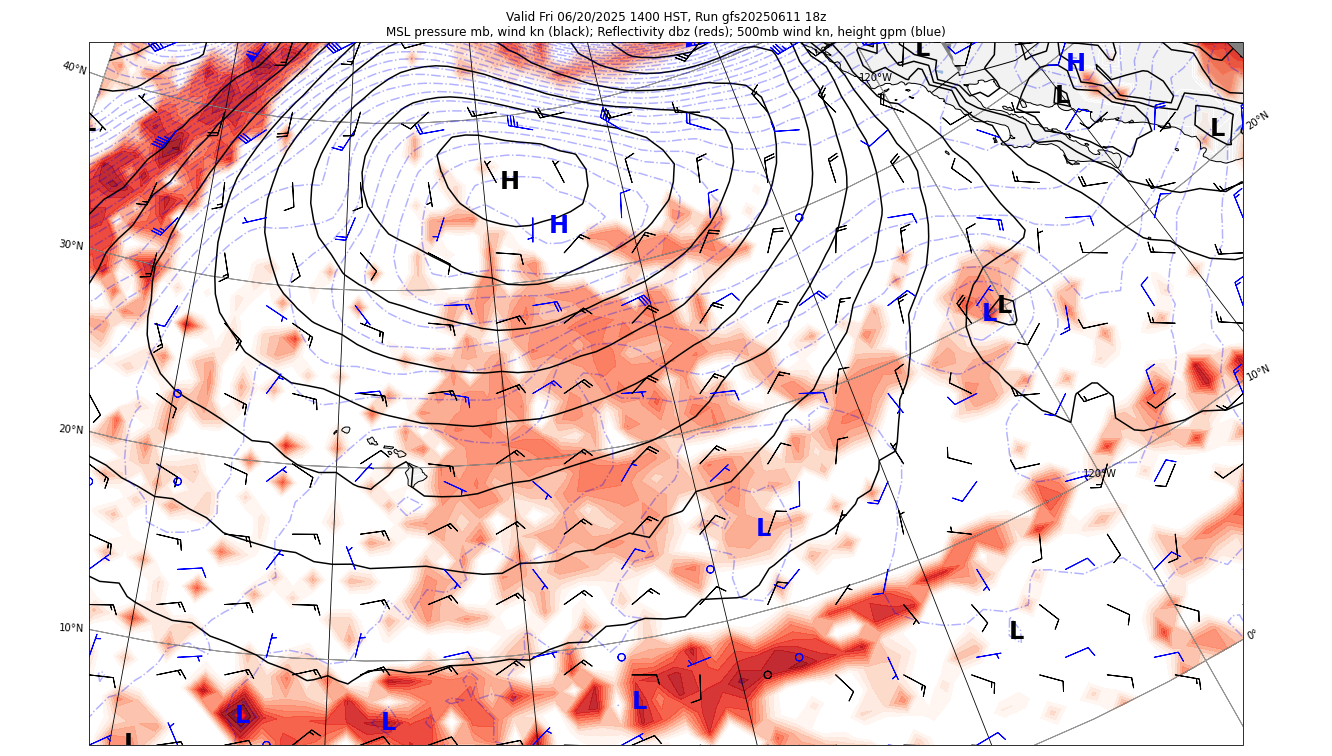 Valid Fri 06/20/2025 1400 HST, Run gfs20250611 18z
MSL pressure mb, wind kn (black); Reflectivity dbz (reds); 500mb wind kn, height gpm (blue)
L
H
40°N
120°W
L
L
20°N
H
H
30°N
L
L
10°N
20°N
120°W
L
10°N
L
0°
L
L
L
L